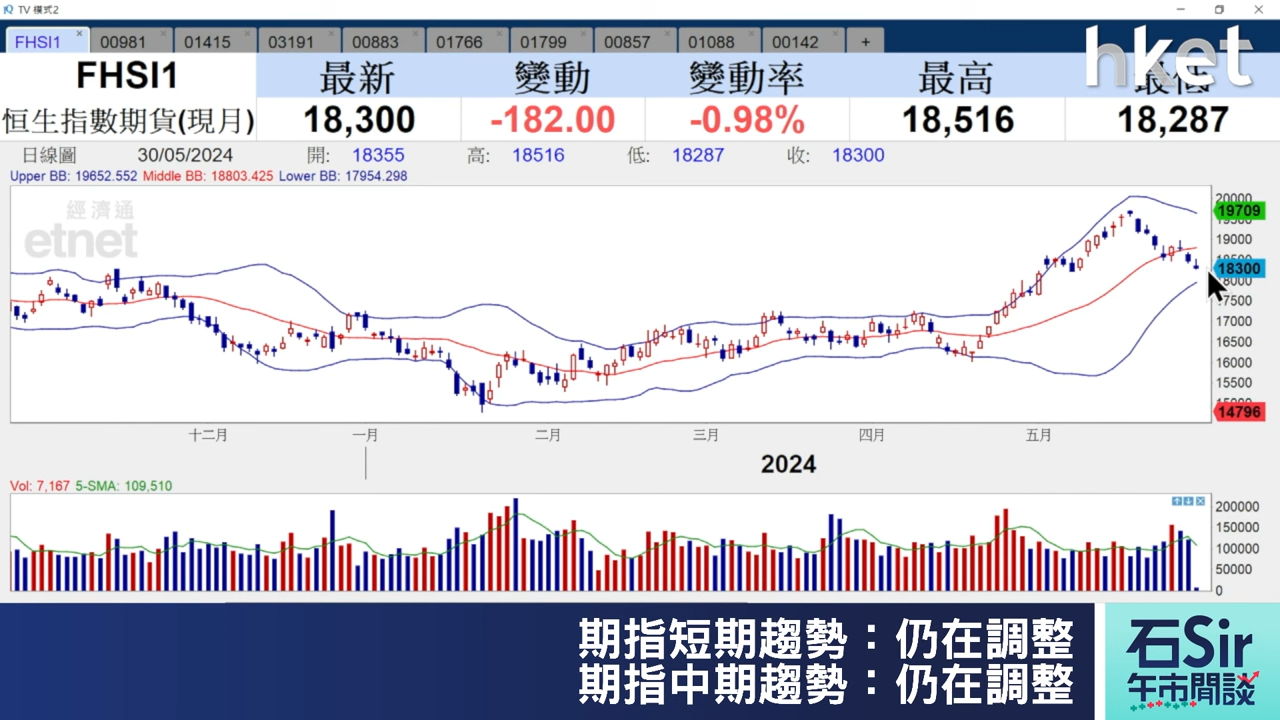 TV 模式2
FHSI1 00981 01415 03191 00883 01766 01799 00857 01088 00142 +
hket
FHSI1 最新 變動 變動率 最高 最低
恒生指數期貨(現月) 18,300 -182.00 -0.98% 18,516 18,287
日線圖 30/05/2024 開: 18355 高: 18516 低: 18287 收: 18300
Upper BB: 19652.552 Middle BB: 18803.425 Lower BB: 17954.298
經濟通
etnet
20000
19709
19000
18300
18000
17500
17000
16500
16000
15500
15000
14796
十二月 一月 二月 三月 四月 五月
2024
Vol: 7,167 5-SMA: 109,510
200000
150000
100000
50000
0
期指短期趨勢：仍在調整
期指中期趨勢：仍在調整
石Sir
午市閒談